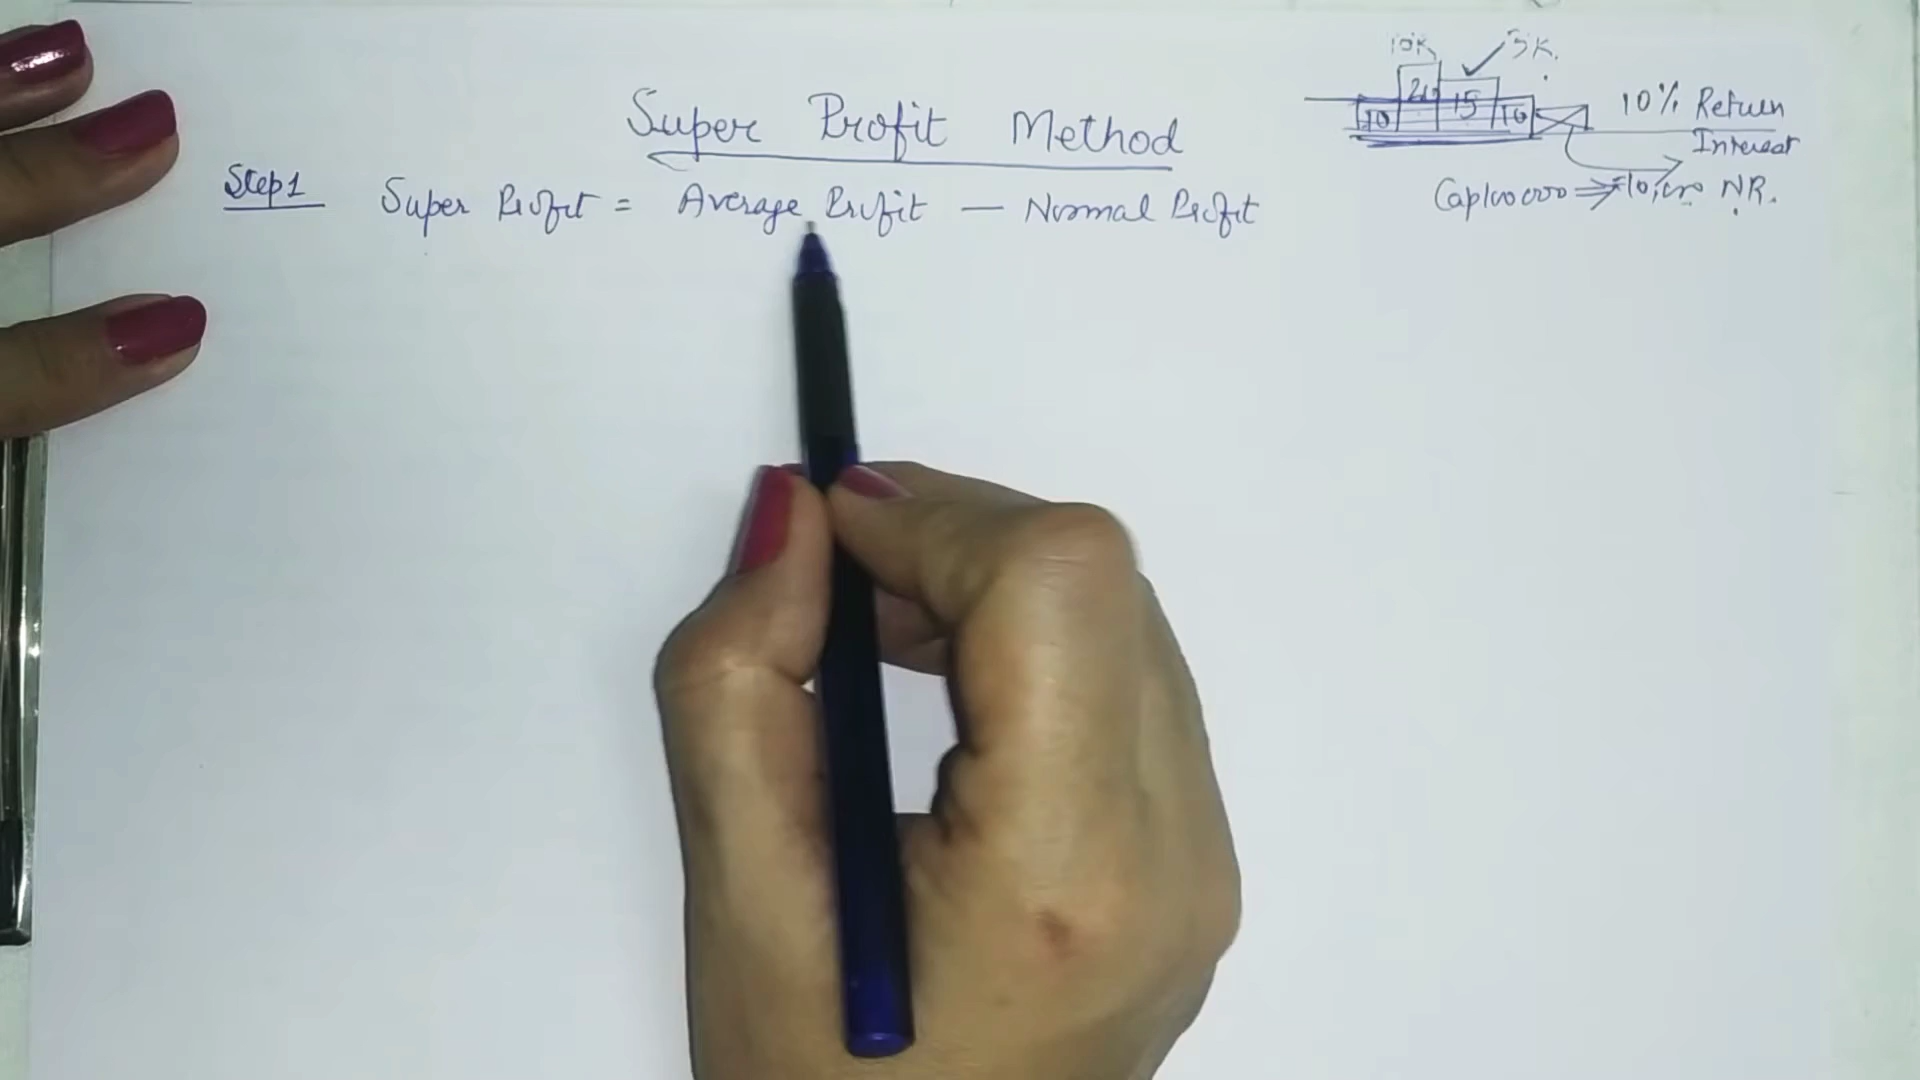 Super Profit Method
Step 1 Super Profit = Average Profit — Normal Profit
10K 5K.
10 20 15 10 10% Return
Interest
Cap 100000 ⇒ 10,000 NR.